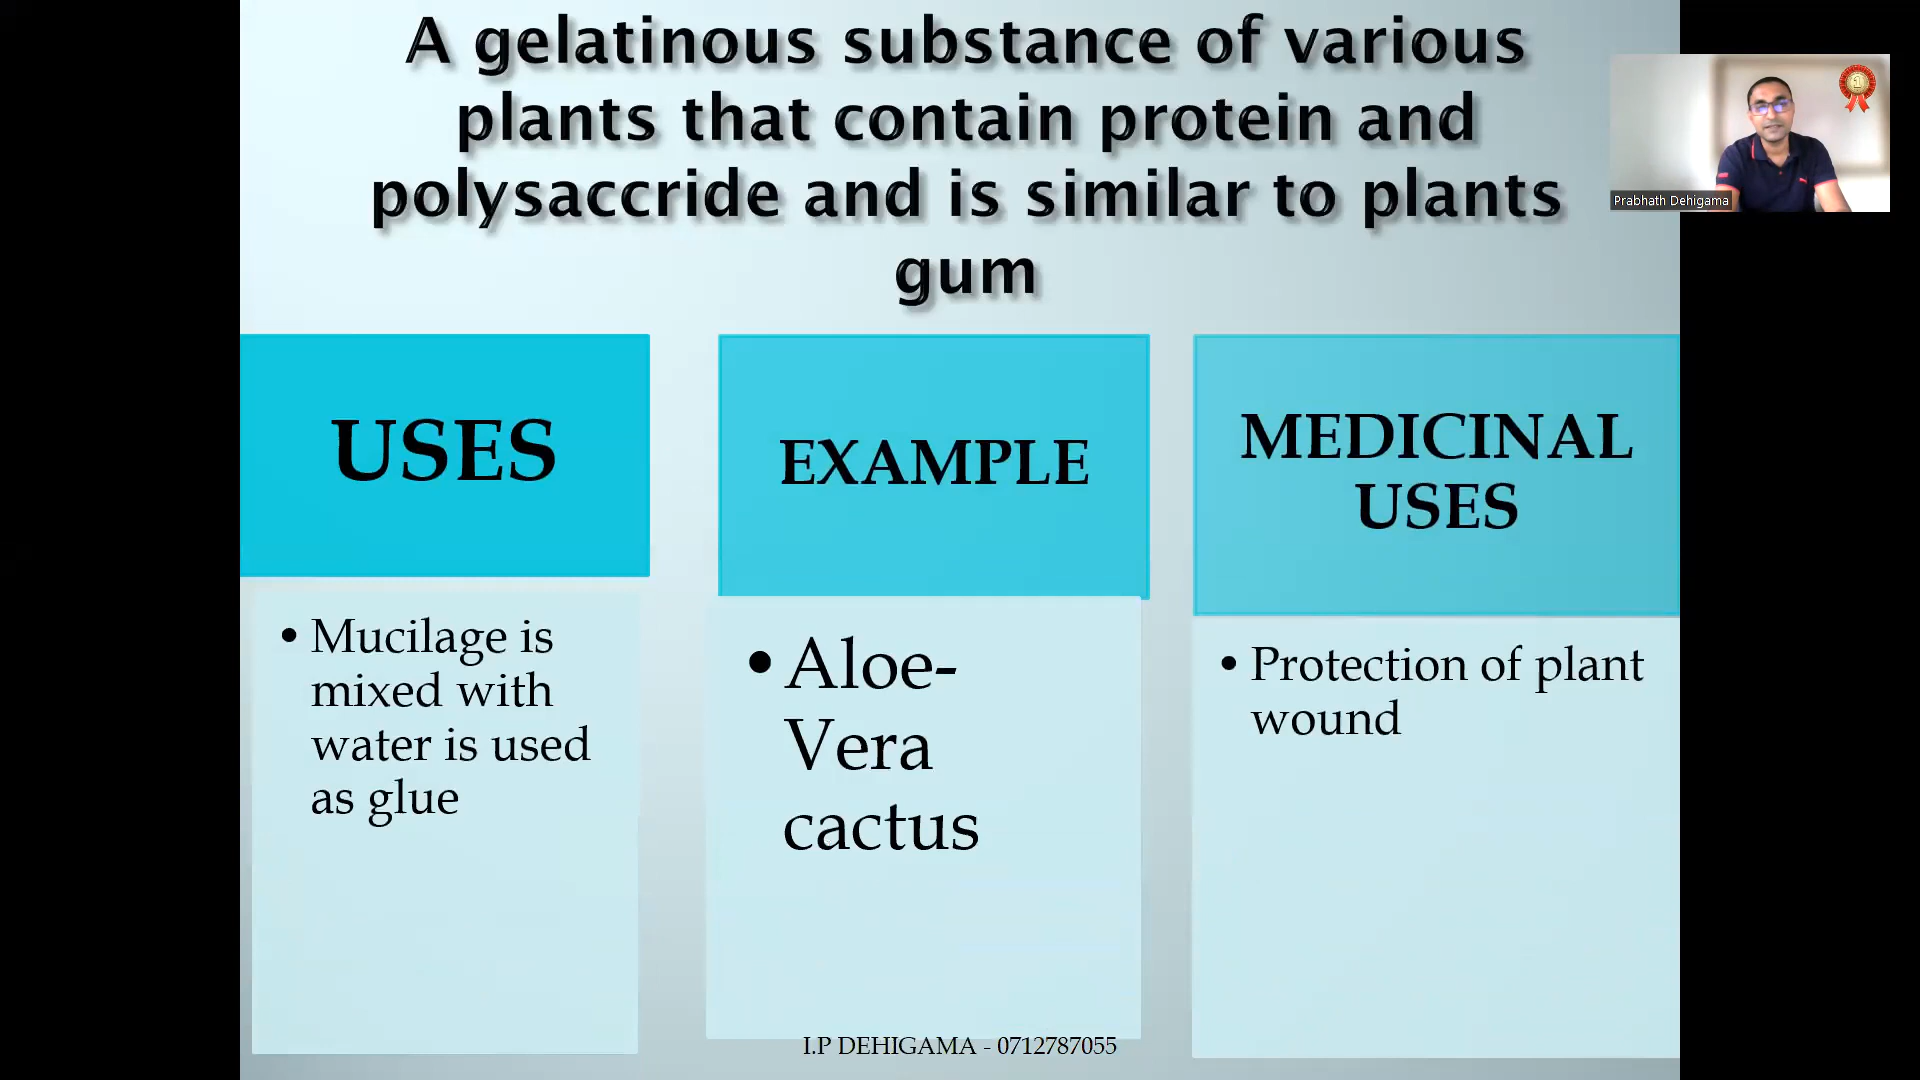 A gelatinous substance of various
plants that contain protein and
polysaccride and is similar to plants
gum
1
Prabhath Dehigama
USES
EXAMPLE
MEDICINAL
USES
• Mucilage is
mixed with
water is used
as glue
• Aloe-
Vera
cactus
• Protection of plant
wound
I.P DEHIGAMA - 0712787055